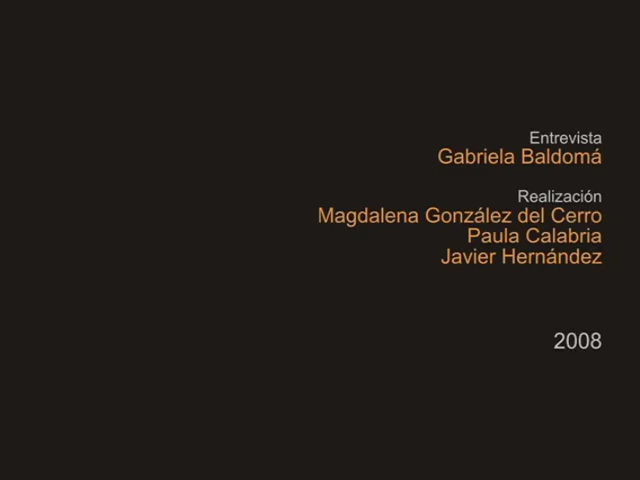 Entrevista
Gabriela Baldomá
Realización
Magdalena González del Cerro
Paula Calabria
Javier Hernández
2008